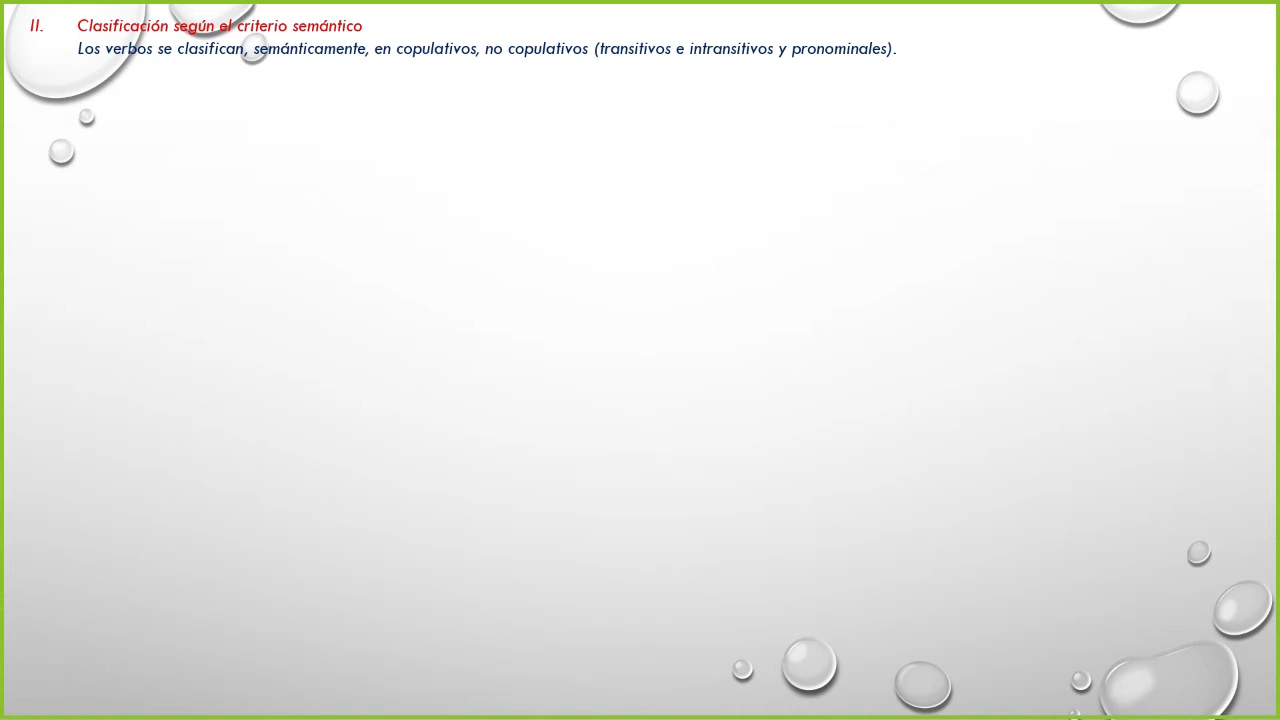 II. Clasificación según el criterio semántico
Los verbos se clasifican, semánticamente, en copulativos, no copulativos (transitivos e intransitivos y pronominales).